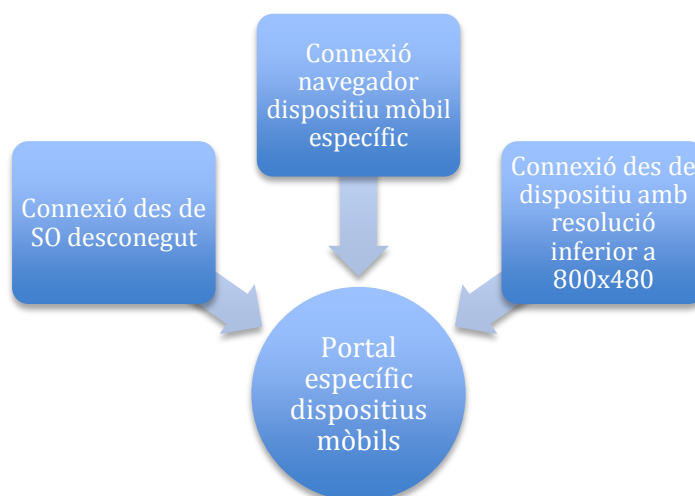 Connexió
navegador
dispositiu mòbil
específic
Connexió des de
SO desconegut
Connexió des de
dispositiu amb
resolució
inferior a
800x480
Portal
específic
dispositius
mòbils